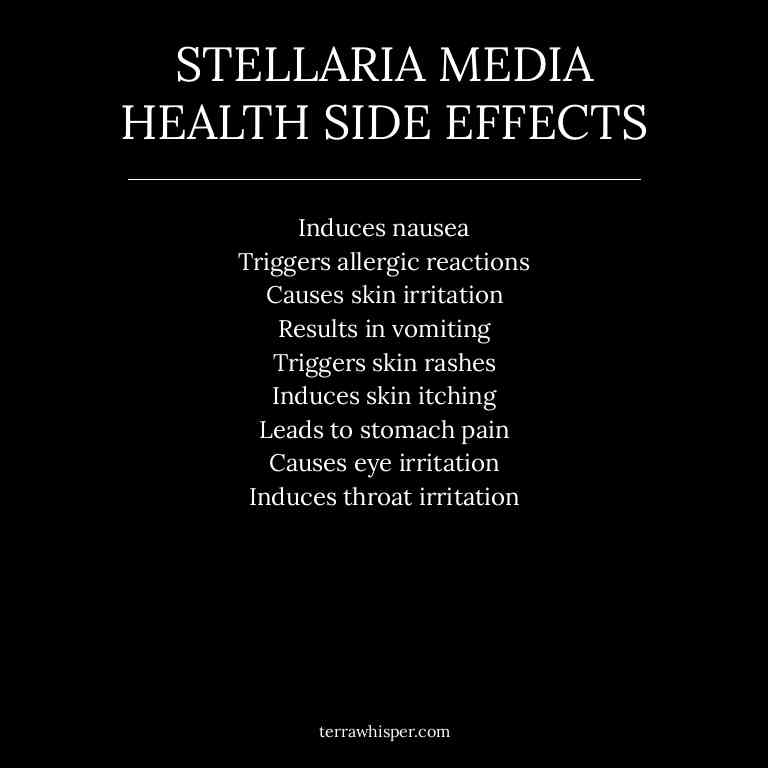 STELLARIA MEDIA
HEALTH SIDE EFFECTS
Induces nausea
Triggers allergic reactions
Causes skin irritation
Results in vomiting
Triggers skin rashes
Induces skin itching
Leads to stomach pain
Causes eye irritation
Induces throat irritation
terrawhisper.com